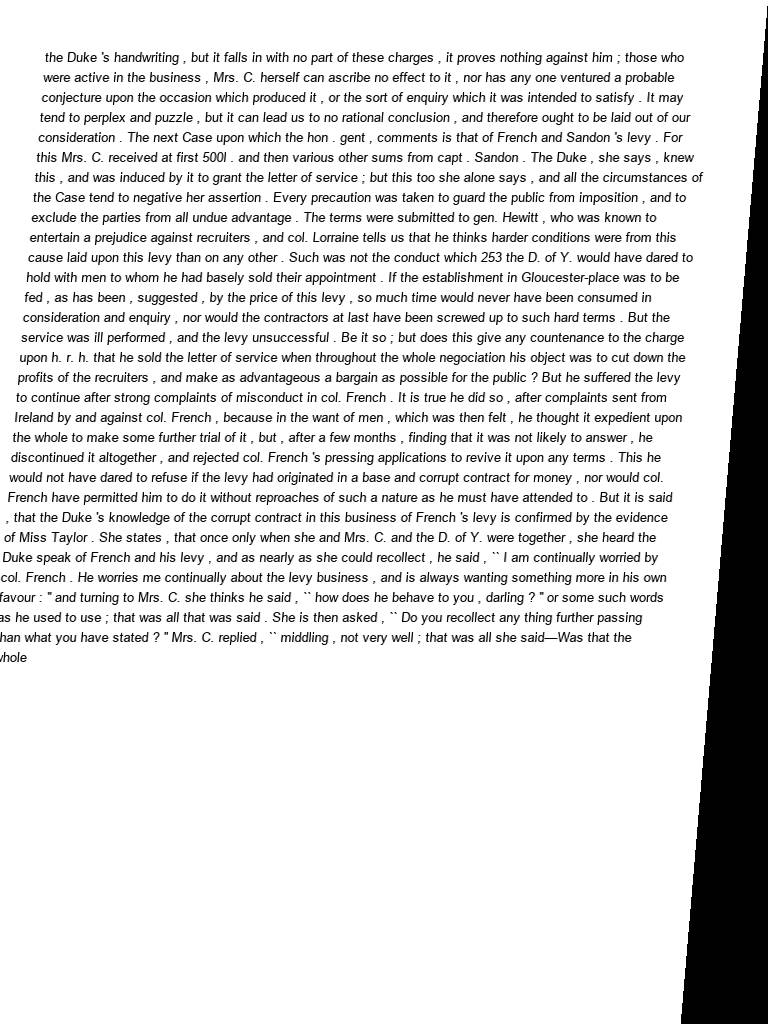 the Duke 's handwriting , but it falls in with no part of these charges , it proves nothing against him ; those who
were active in the business , Mrs. C. herself can ascribe no effect to it , nor has any one ventured a probable
conjecture upon the occasion which produced it , or the sort of enquiry which it was intended to satisfy . It may
tend to perplex and puzzle , but it can lead us to no rational conclusion , and therefore ought to be laid out of our
consideration . The next Case upon which the hon . gent , comments is that of French and Sandon 's levy . For
this Mrs. C. received at first 500l . and then various other sums from capt . Sandon . The Duke , she says , knew
this , and was induced by it to grant the letter of service ; but this too she alone says , and all the circumstances of
the Case tend to negative her assertion . Every precaution was taken to guard the public from imposition , and to
exclude the parties from all undue advantage . The terms were submitted to gen. Hewitt , who was known to
entertain a prejudice against recruiters , and col. Lorraine tells us that he thinks harder conditions were from this
cause laid upon this levy than on any other . Such was not the conduct which 253 the D. of Y. would have dared to
hold with men to whom he had basely sold their appointment . If the establishment in Gloucester-place was to be
fed , as has been , suggested , by the price of this levy , so much time would never have been consumed in
consideration and enquiry , nor would the contractors at last have been screwed up to such hard terms . But the
service was ill performed , and the levy unsuccessful . Be it so ; but does this give any countenance to the charge
upon h. r. h. that he sold the letter of service when throughout the whole negociation his object was to cut down the
profits of the recruiters , and make as advantageous a bargain as possible for the public ? But he suffered the levy
to continue after strong complaints of misconduct in col. French . It is true he did so , after complaints sent from
Ireland by and against col. French , because in the want of men , which was then felt , he thought it expedient upon
the whole to make some further trial of it , but , after a few months , finding that it was not likely to answer , he
discontinued it altogether , and rejected col. French 's pressing applications to revive it upon any terms . This he
would not have dared to refuse if the levy had originated in a base and corrupt contract for money , nor would col.
French have permitted him to do it without reproaches of such a nature as he must have attended to . But it is said
, that the Duke 's knowledge of the corrupt contract in this business of French 's levy is confirmed by the evidence
of Miss Taylor . She states , that once only when she and Mrs. C. and the D. of Y. were together , she heard the
Duke speak of French and his levy , and as nearly as she could recollect , he said , `` I am continually worried by
col. French . He worries me continually about the levy business , and is always wanting something more in his own
favour : " and turning to Mrs. C. she thinks he said , `` how does he behave to you , darling ? " or some such words
as he used to use ; that was all that was said . She is then asked , `` Do you recollect any thing further passing
han what you have stated ? " Mrs. C. replied , `` middling , not very well ; that was all she said—Was that the
whole